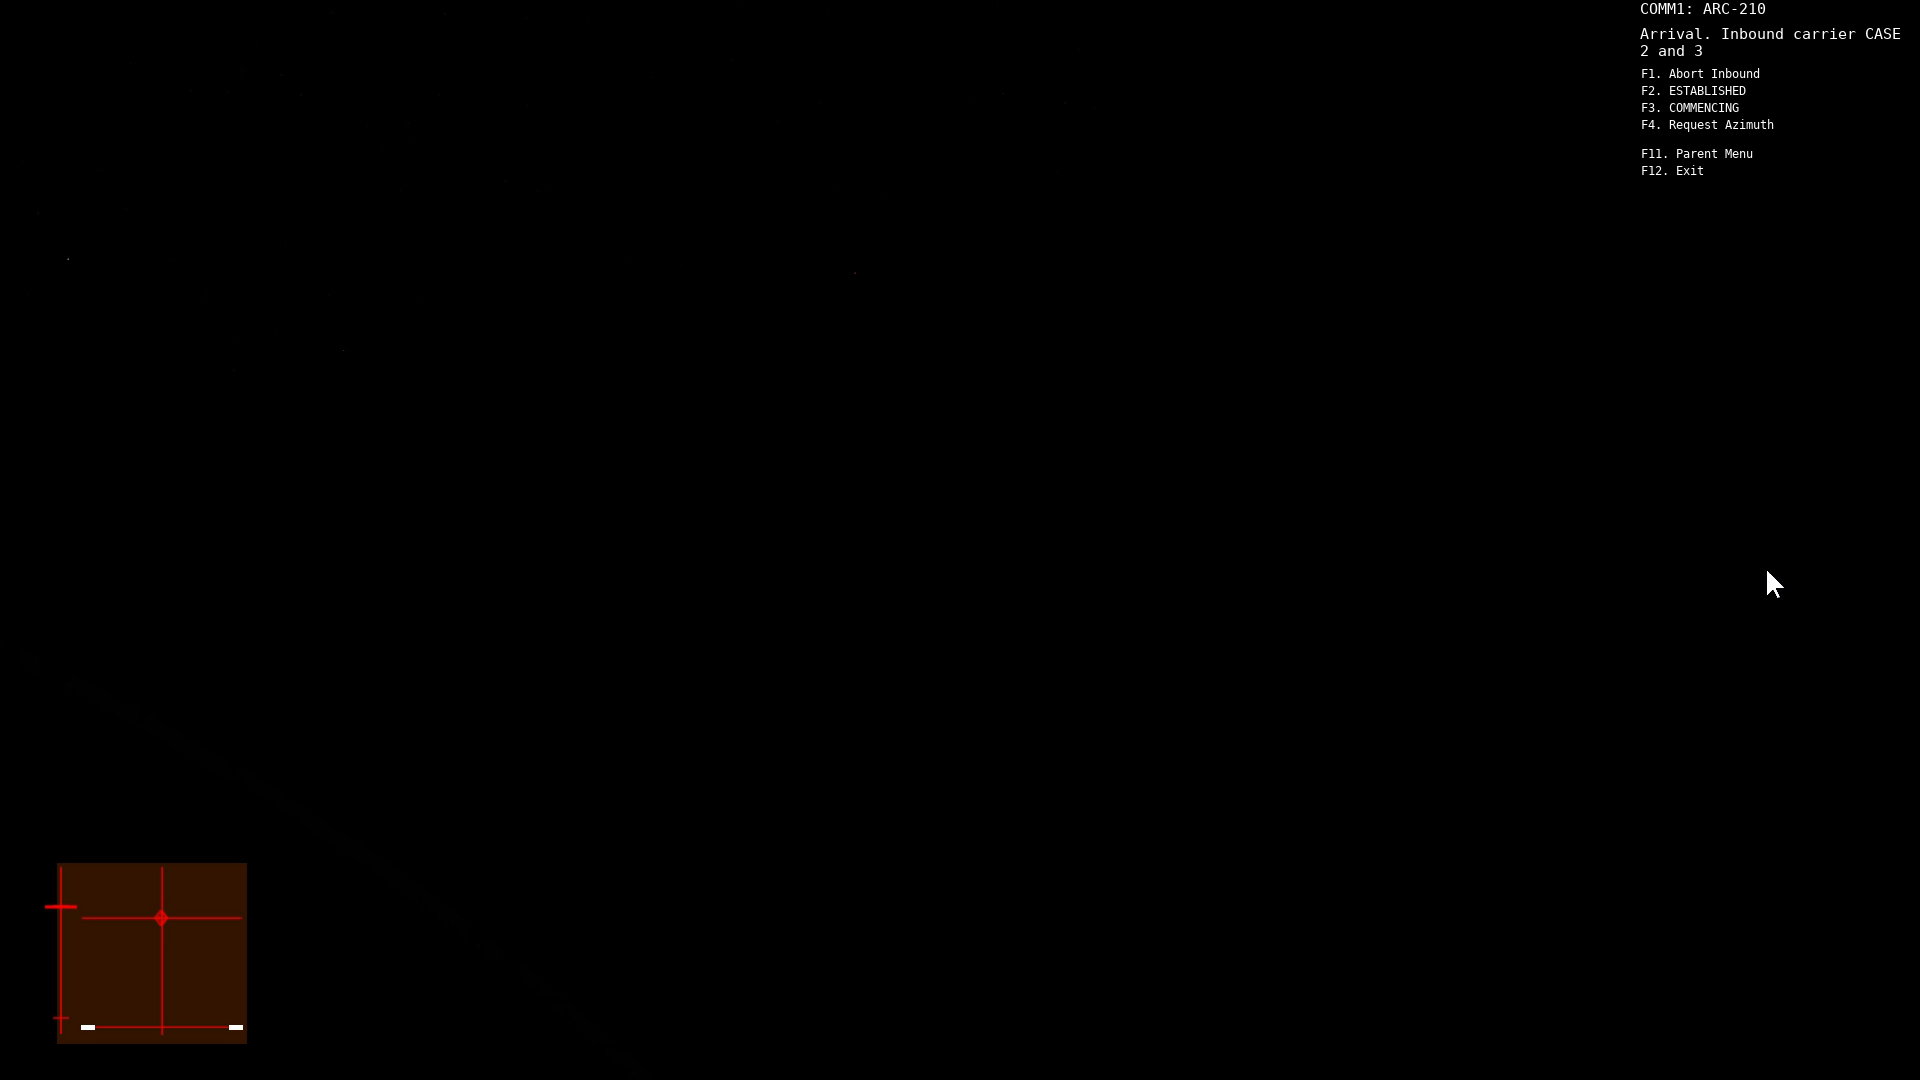 COMM1: ARC-210
Arrival. Inbound carrier CASE
2 and 3
F1. Abort Inbound
F2. ESTABLISHED
F3. COMMENCING
F4. Request Azimuth
F11. Parent Menu
F12. Exit